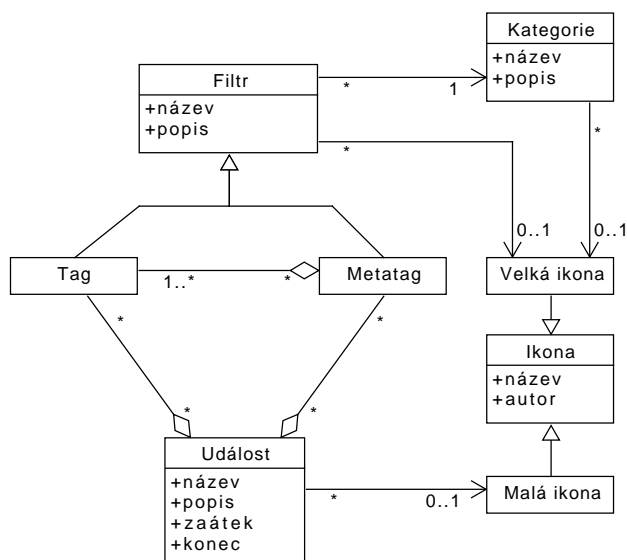 Kategorie
+název
+popis
Filtr
+název
+popis
*
1
*
*
0..1
0..1
Tag
1..*
*
Metatag
Velká ikona
*
*
Ikona
+název
+autor
*
*
Událost
+název
+popis
+zaátek
+konec
*
0..1
Malá ikona